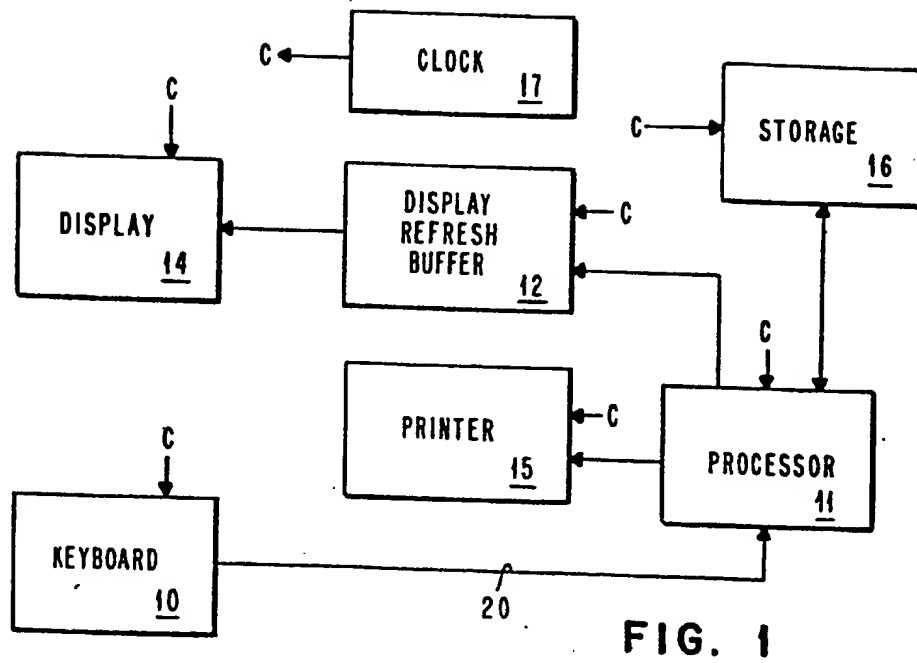 C
CLOCK
17
C
C
STORAGE
16
DISPLAY
14
DISPLAY
REFRESH
BUFFER
12
C
C
PRINTER
15
C
PROCESSOR
11
C
KEYBOARD
10
20
FIG. 1